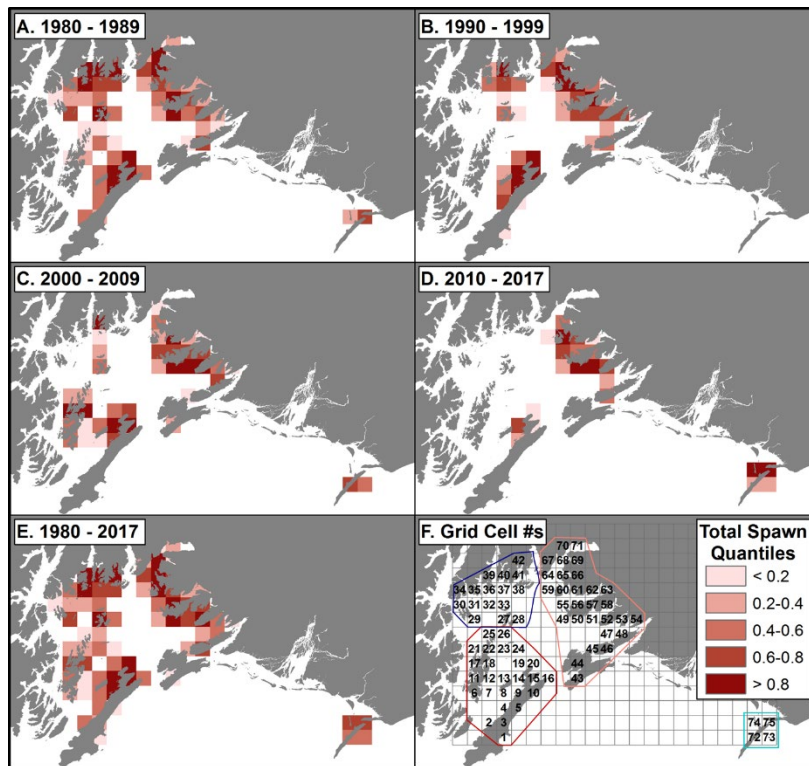 A. 1980 - 1989
B. 1990 - 1999
C. 2000 - 2009
D. 2010 - 2017
E. 1980 - 2017
F. Grid Cell #s
Total Spawn
Quantiles
< 0.2
0.2-0.4
0.4-0.6
0.6-0.8
> 0.8
70 71
42 67 68 69
39 40 41 64 65 66
34 35 36 37 38 59 60 61 62 63
30 31 32 33 55 56 57 58
29 27 28 49 50 51 52 53 54
25 26 47 48
21 22 23 24 45 46
17 18 19 20 44
11 12 13 14 15 16 43
6 7 8 9 10
4 5
2 3 74 75
1 72 73